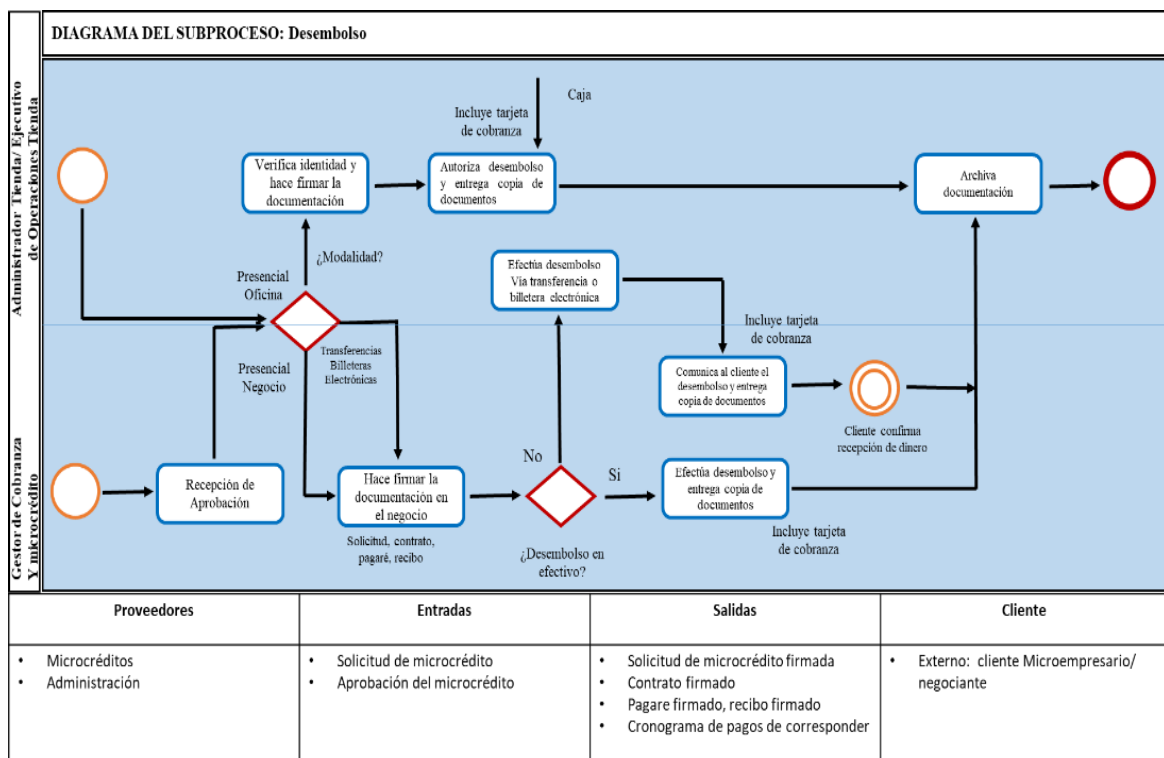 DIAGRAMA DEL SUBPROCESO: Desembolso
Administrador Tienda/ Ejecutivo
de Operaciones Tienda
Caja
Incluye tarjeta
de cobranza
Verifica identidad y
hace firmar la
documentación
Autoriza desembolso
y entrega copia de
documentos
Archiva
documentación
¿Modalidad?
Presencial
Oficina
Efectúa desembolso
Vía transferencia o
billetera electrónica
Incluye tarjeta
de cobranza
Presencial
Negocio
Transferencias
Billeteras
Electrónicas
Comunica al cliente el
desembolso y entrega
copia de documentos
Cliente confirma
recepción de dinero
Gestor de Cobranza
Y microcrédito
Recepción de
Aprobación
Hace firmar la
documentación en
el negocio
Solicitud, contrato,
pagaré, recibo
No
Si
¿Desembolso en
efectivo?
Efectúa desembolso y
entrega copia de
documentos
Incluye tarjeta
de cobranza
Proveedores
Entradas
Salidas
Cliente
• Microcréditos
• Administración
• Solicitud de microcrédito
• Aprobación del microcrédito
• Solicitud de microcrédito firmada
• Contrato firmado
• Pagare firmado, recibo firmado
• Cronograma de pagos de corresponder
• Externo: cliente Microempresario/
negociante